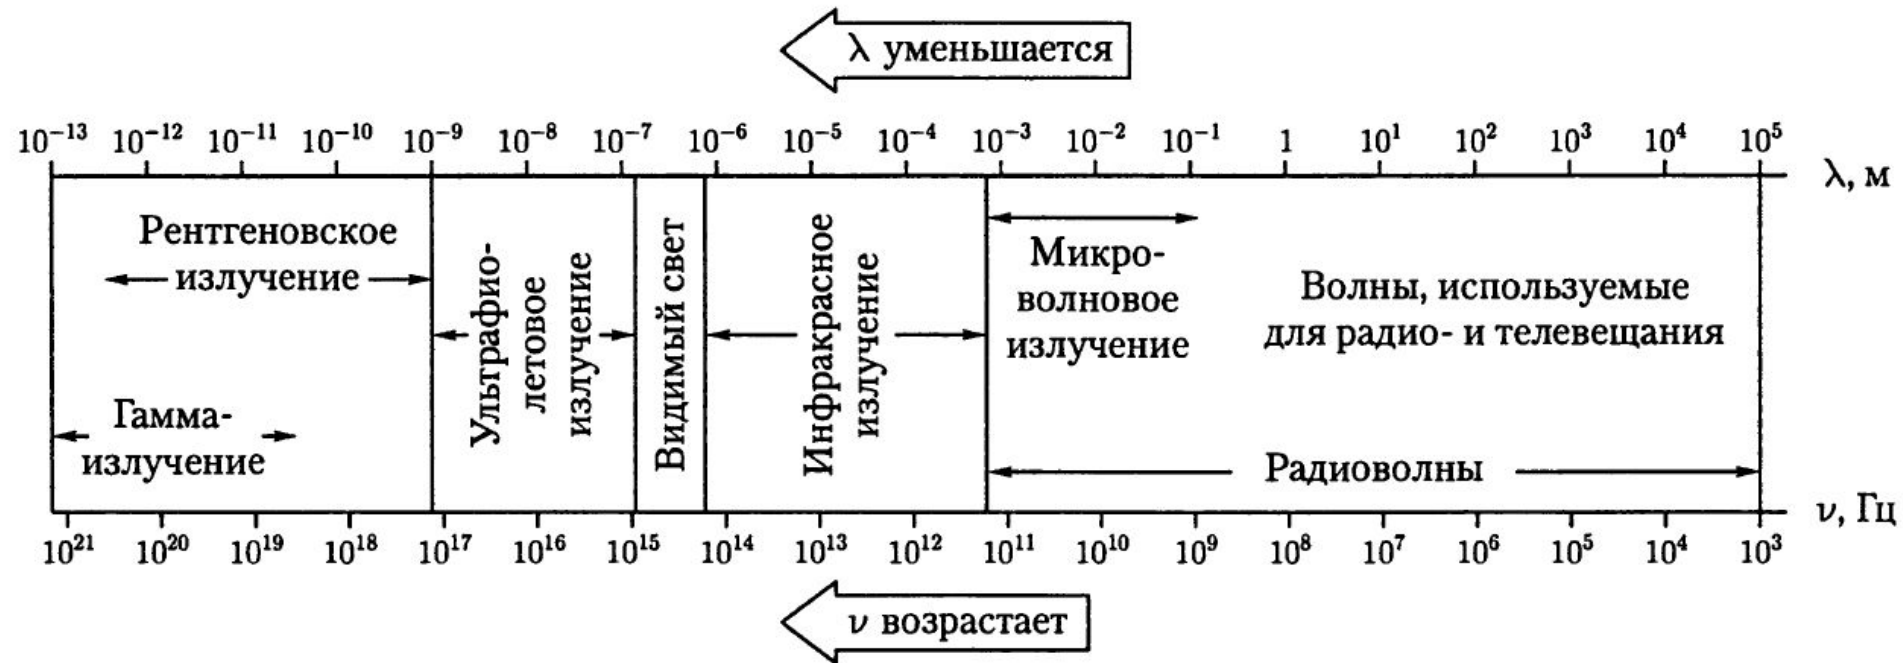 λ уменьшается
10⁻¹³ 10⁻¹² 10⁻¹¹ 10⁻¹⁰ 10⁻⁹ 10⁻⁸ 10⁻⁷ 10⁻⁶ 10⁻⁵ 10⁻⁴ 10⁻³ 10⁻² 10⁻¹ 1 10¹ 10² 10³ 10⁴ 10⁵
λ, м
Рентгеновское
излучение
Гамма-
излучение
Ультрафио-
летовое
излучение
Видимый свет
Инфракрасное
излучение
Микро-
волновое
излучение
Волны, используемые
для радио- и телевещания
Радиоволны
ν, Гц
10²¹ 10²⁰ 10¹⁹ 10¹⁸ 10¹⁷ 10¹⁶ 10¹⁵ 10¹⁴ 10¹³ 10¹² 10¹¹ 10¹⁰ 10⁹ 10⁸ 10⁷ 10⁶ 10⁵ 10⁴ 10³
ν возрастает